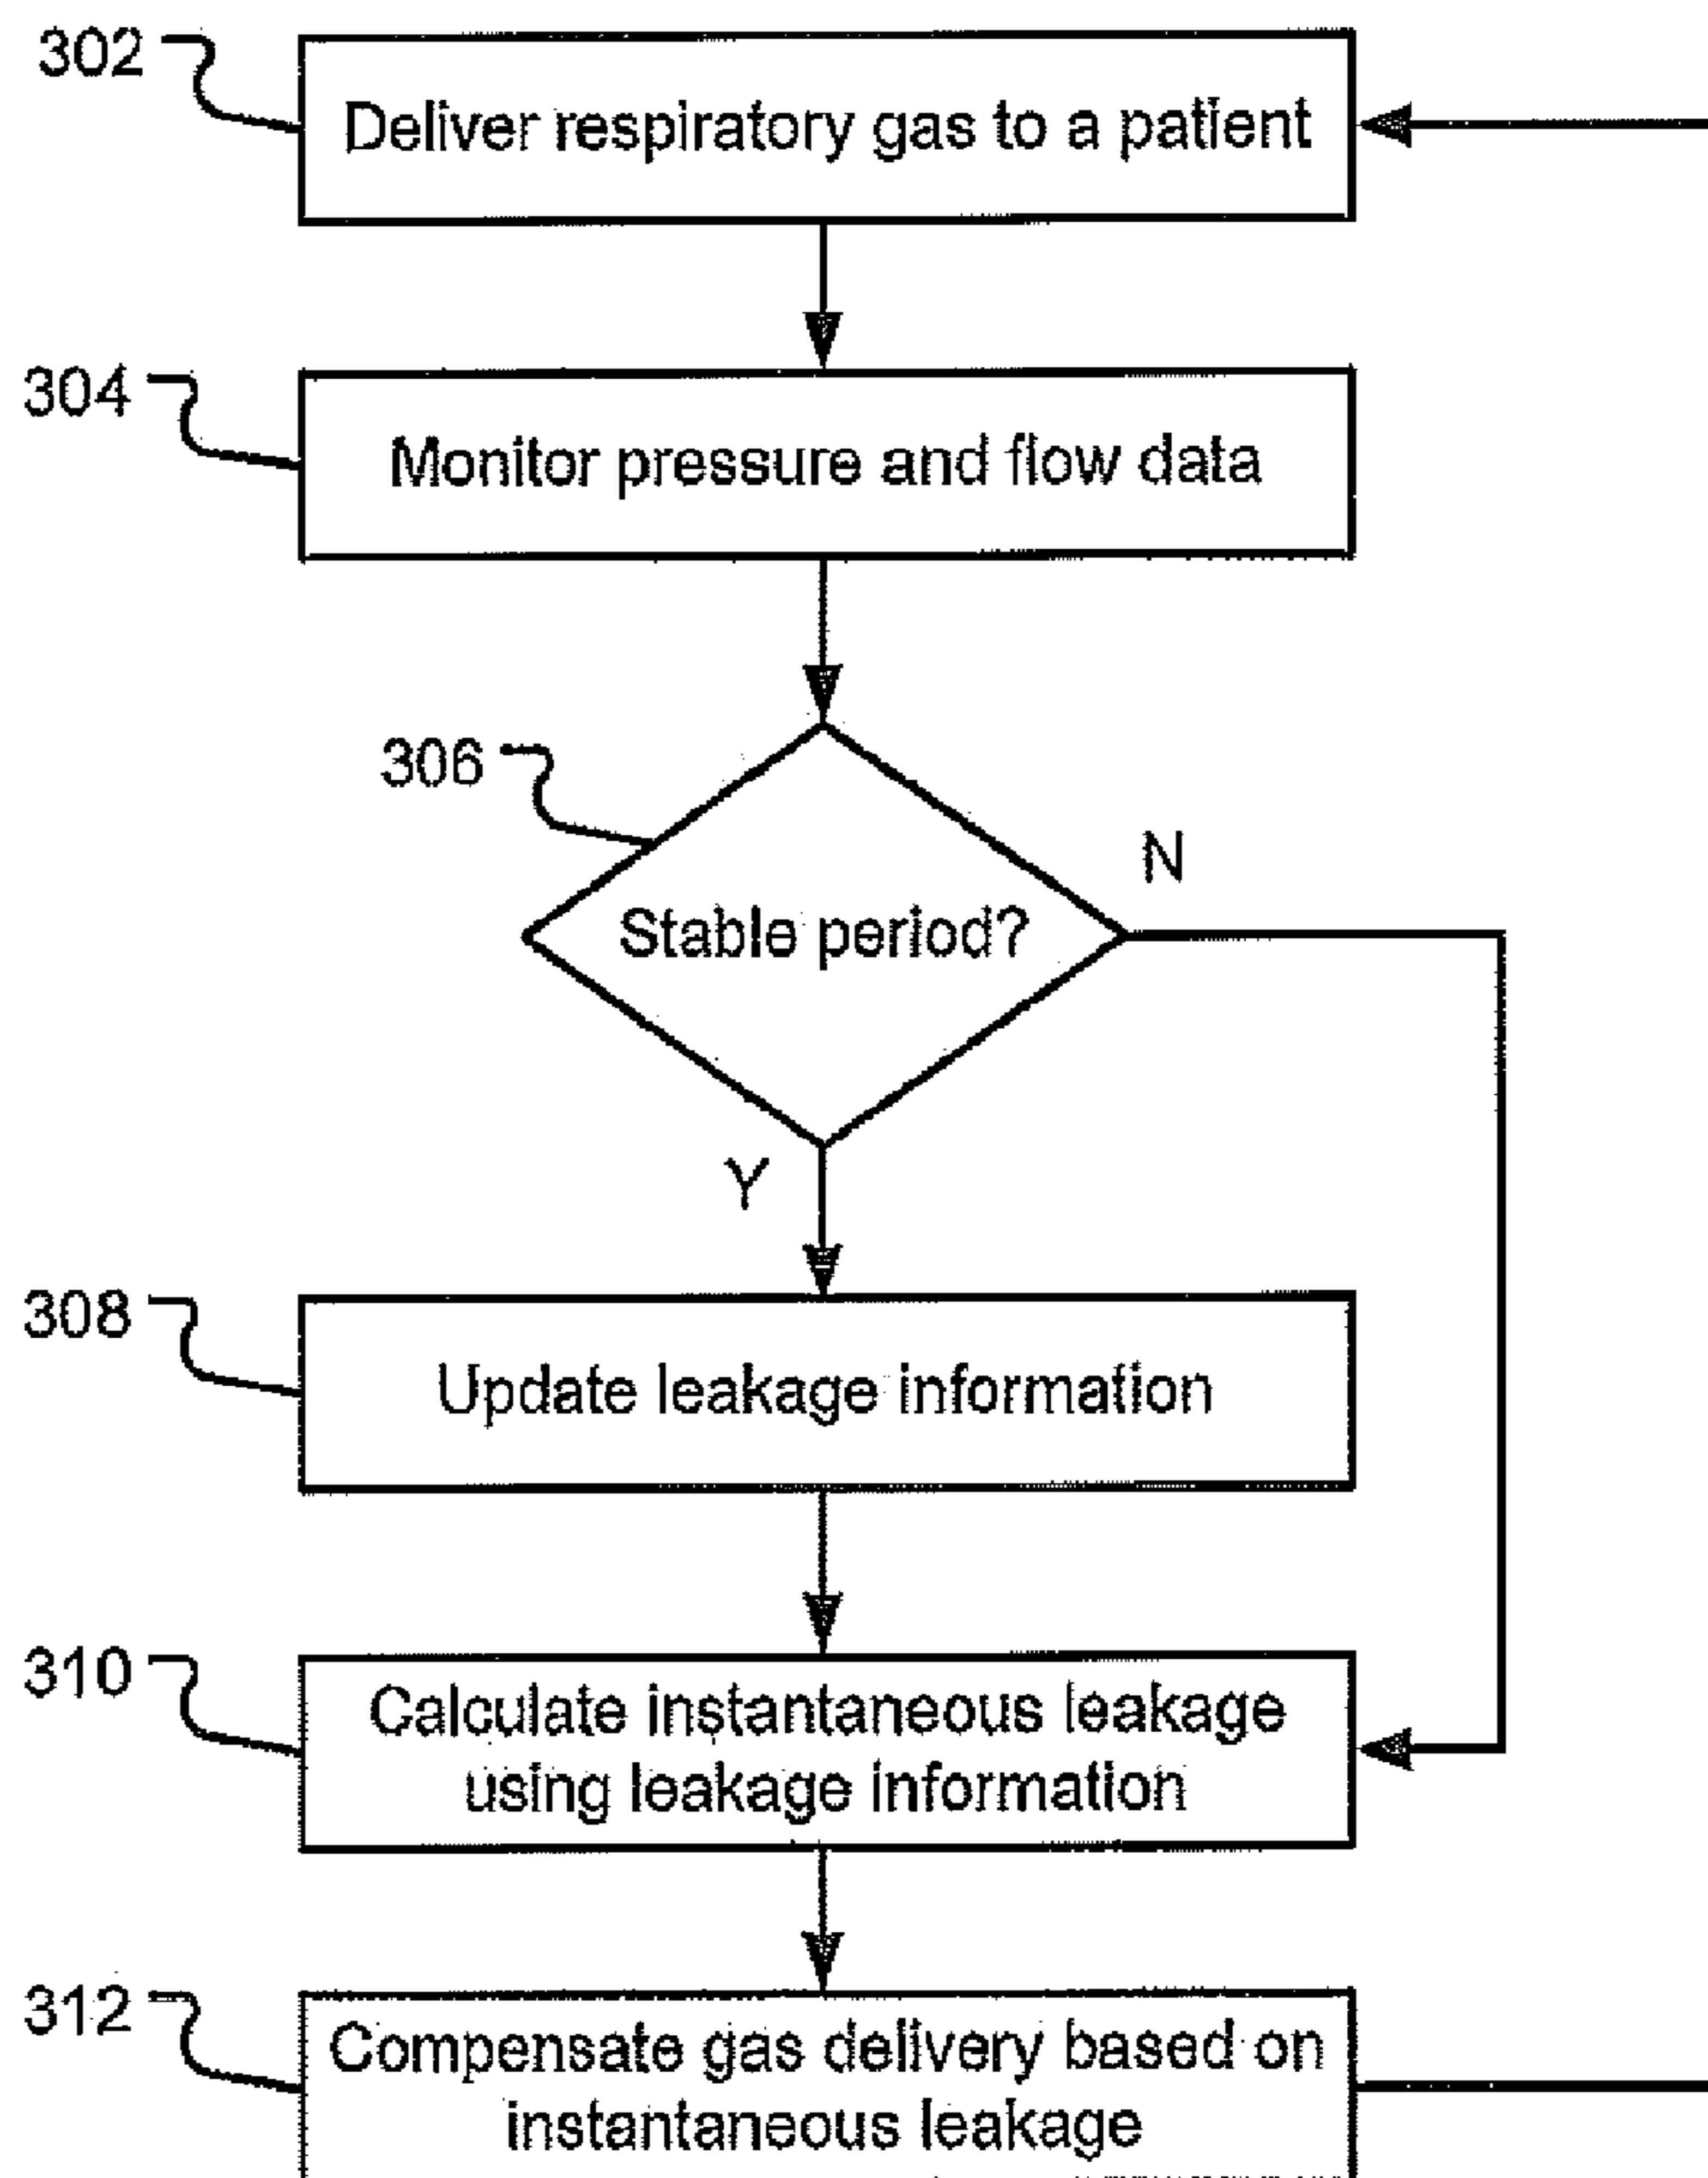 302
Deliver respiratory gas to a patient
304
Monitor pressure and flow data
306
N
Stable period?
Y
308
Update leakage information
310
Calculate instantaneous leakage
using leakage information
312
Compensate gas delivery based on
instantaneous leakage